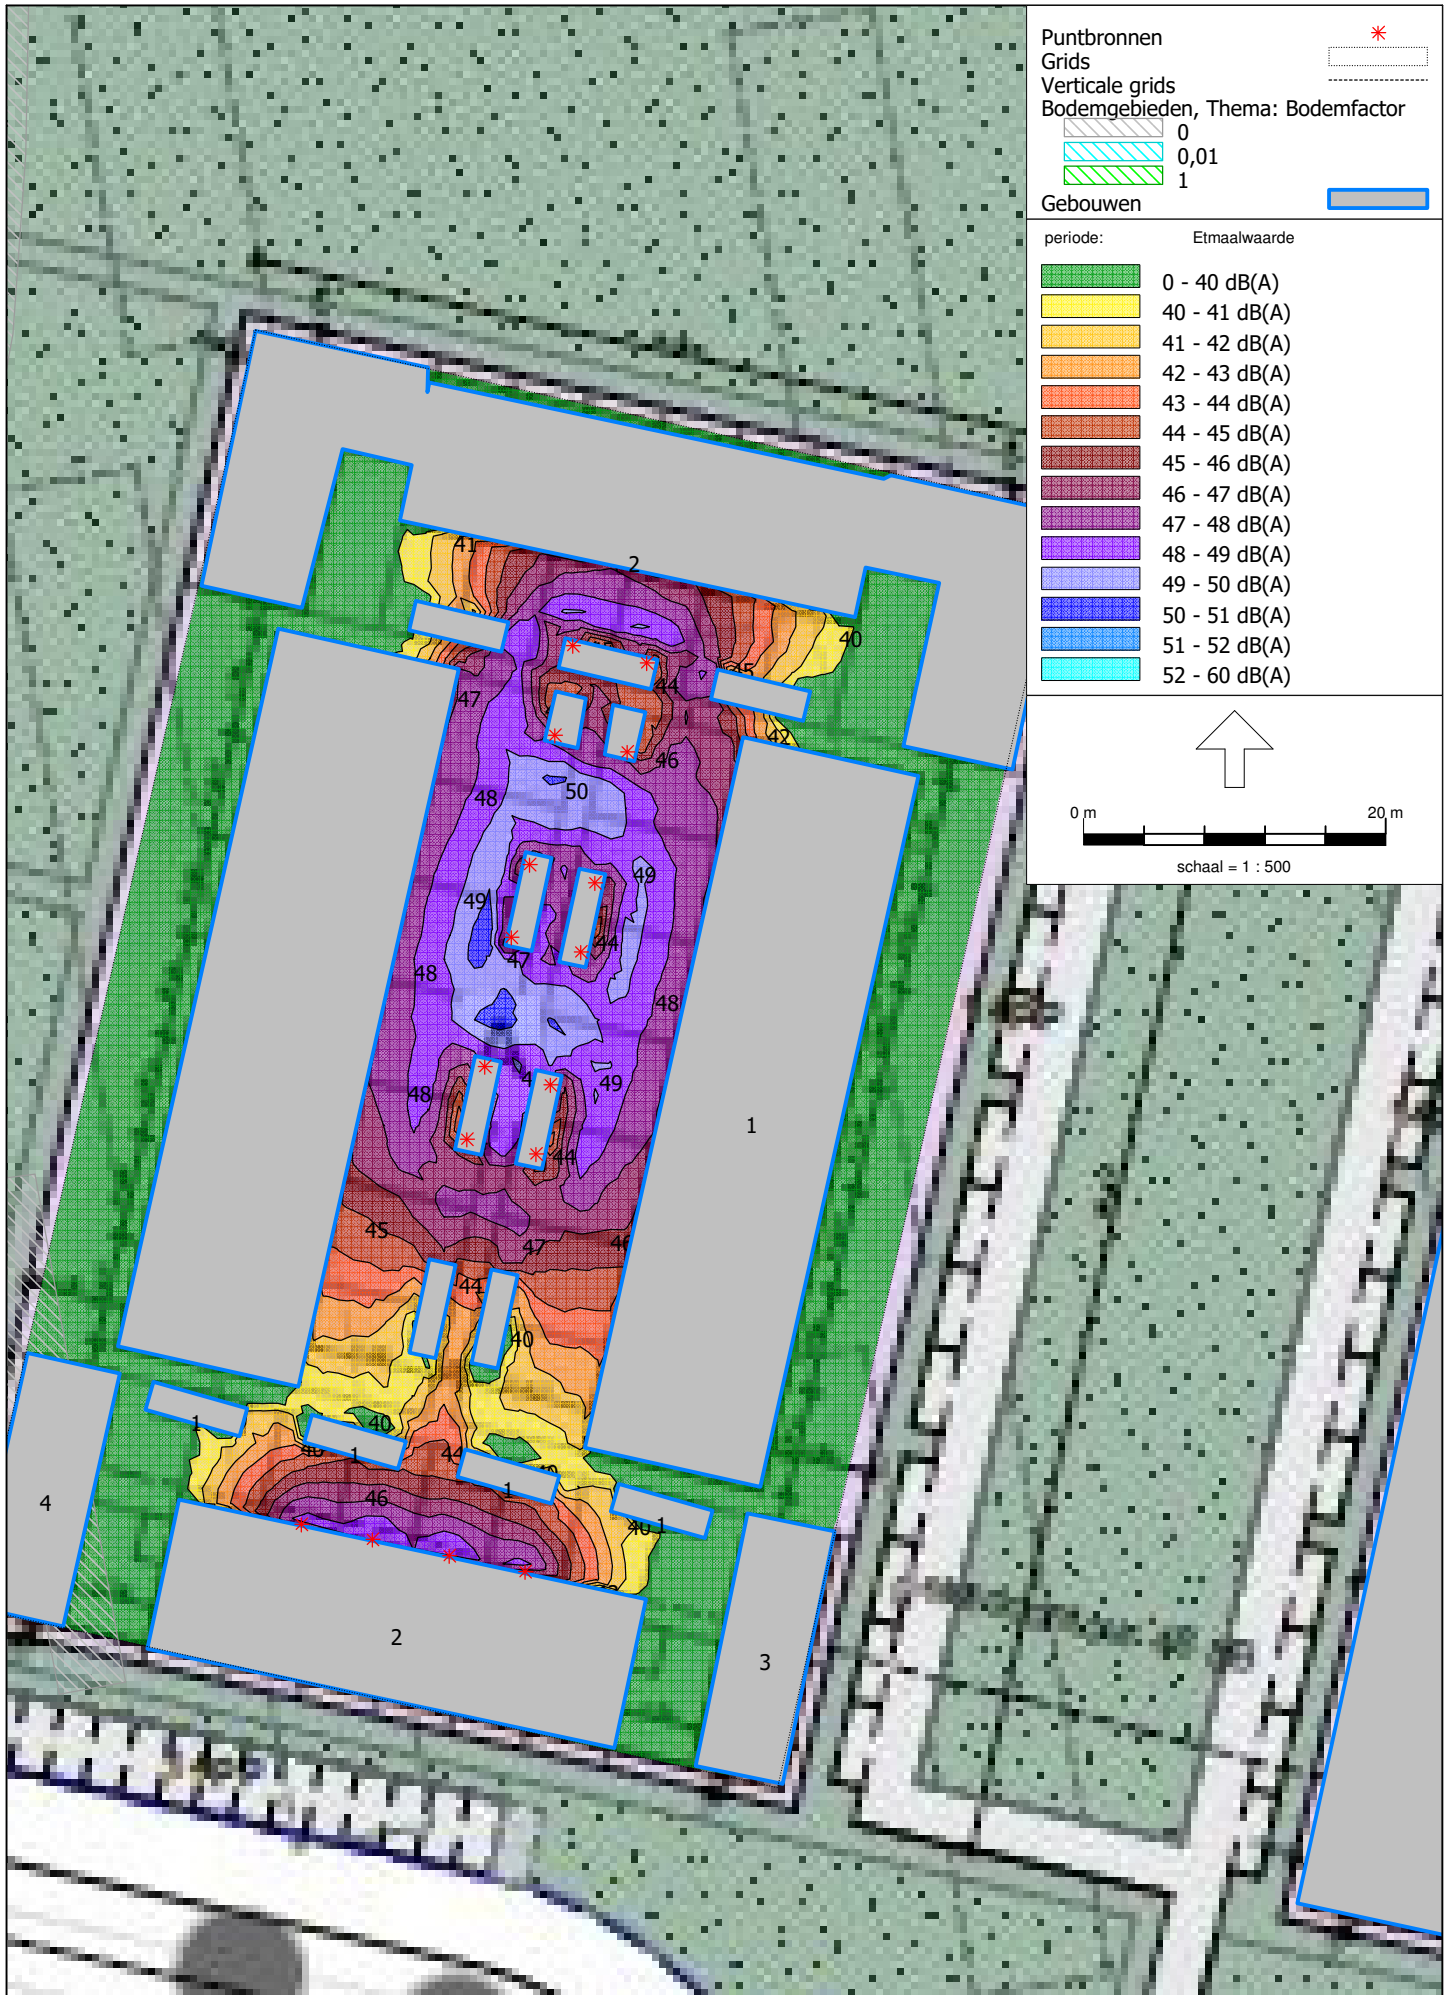 Puntbronnen
Grids
Verticale grids
Bodemgebieden, Thema: Bodemfactor
0
0,01
1
Gebouwen
periode: Etmaalwaarde
0 - 40 dB(A)
40 - 41 dB(A)
41 - 42 dB(A)
42 - 43 dB(A)
43 - 44 dB(A)
44 - 45 dB(A)
45 - 46 dB(A)
46 - 47 dB(A)
47 - 48 dB(A)
48 - 49 dB(A)
49 - 50 dB(A)
50 - 51 dB(A)
51 - 52 dB(A)
52 - 60 dB(A)
0 m 20 m
schaal = 1 : 500
41
2
40
45
44
47
42
46
50
48
49
49
44
47
48
48
49
48
1
44
45
47
44
40
40
1
1
44
1
46
4
40
1
2
3